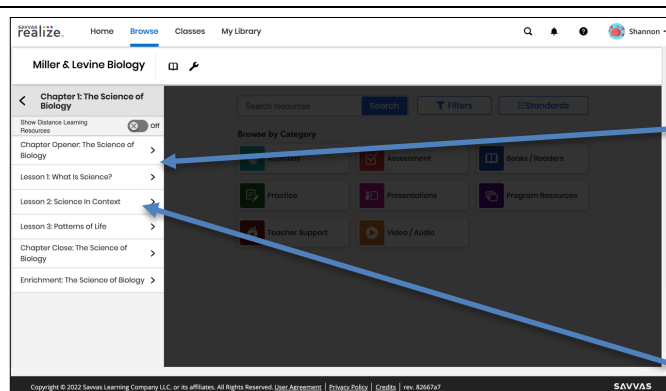 SAVVAS
realize.
Home Browse Classes My Library
Shannon
Miller & Levine Biology
Chapter 1: The Science of
Biology
Show Distance Learning
Resources
Off
Chapter Opener: The Science of
Biology
Lesson 1: What Is Science?
Lesson 2: Science In Context
Lesson 3: Patterns of Life
Chapter Close: The Science of
Biology
Enrichment: The Science of Biology
Search resources Search Filters Standards
Browse by Category
Activities Assessment Books / Readers
Practice Presentations Program Resources
Teacher Support Video / Audio
Copyright © 2022 Savvas Learning Company LLC. or its affiliates. All Rights Reserved. User Agreement | Privacy Policy | Credits | rev. 82667a7
SAVVAS